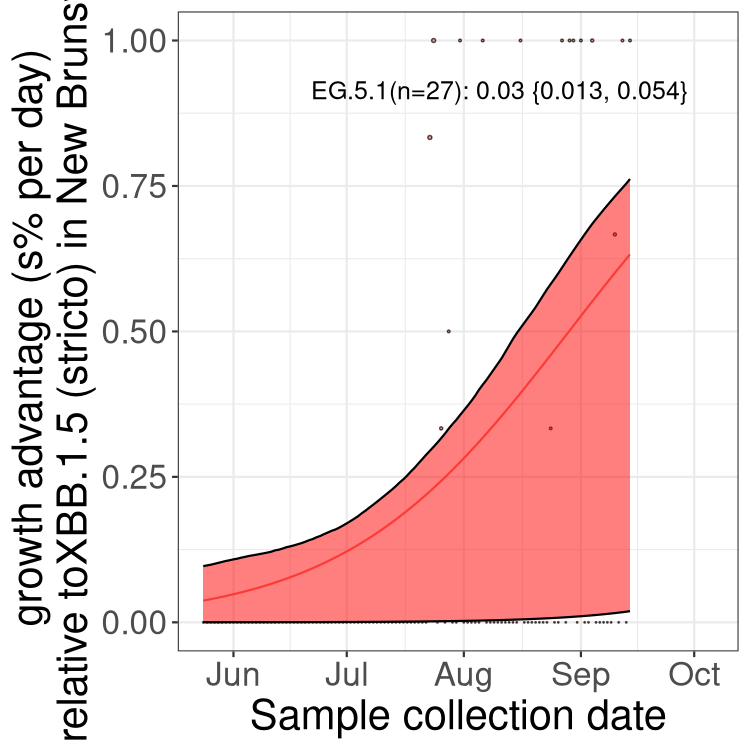 growth advantage (s% per day)
relative toXBB.1.5 (stricto) in New
1.00
0.75
0.50
0.25
0.00
EG.5.1(n=27): 0.03 {0.013, 0.054}
Jun Jul Aug Sep Oct
Sample collection date